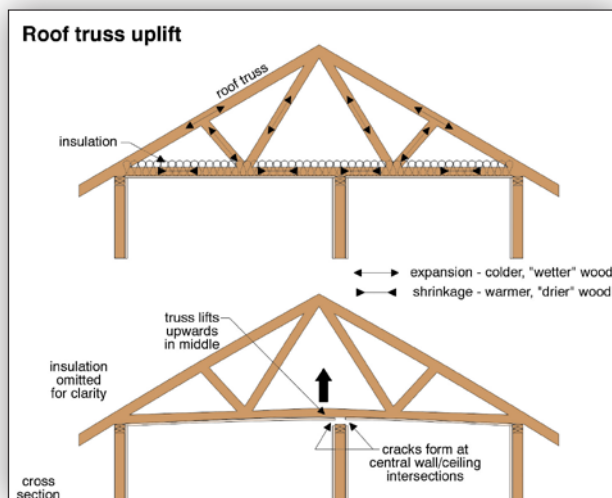 Roof truss uplift
roof truss
insulation
expansion - colder, "wetter" wood
shrinkage - warmer, "drier" wood
truss lifts
upwards
in middle
insulation
omitted
for clarity
cracks form at
central wall/ceiling
intersections
cross
section